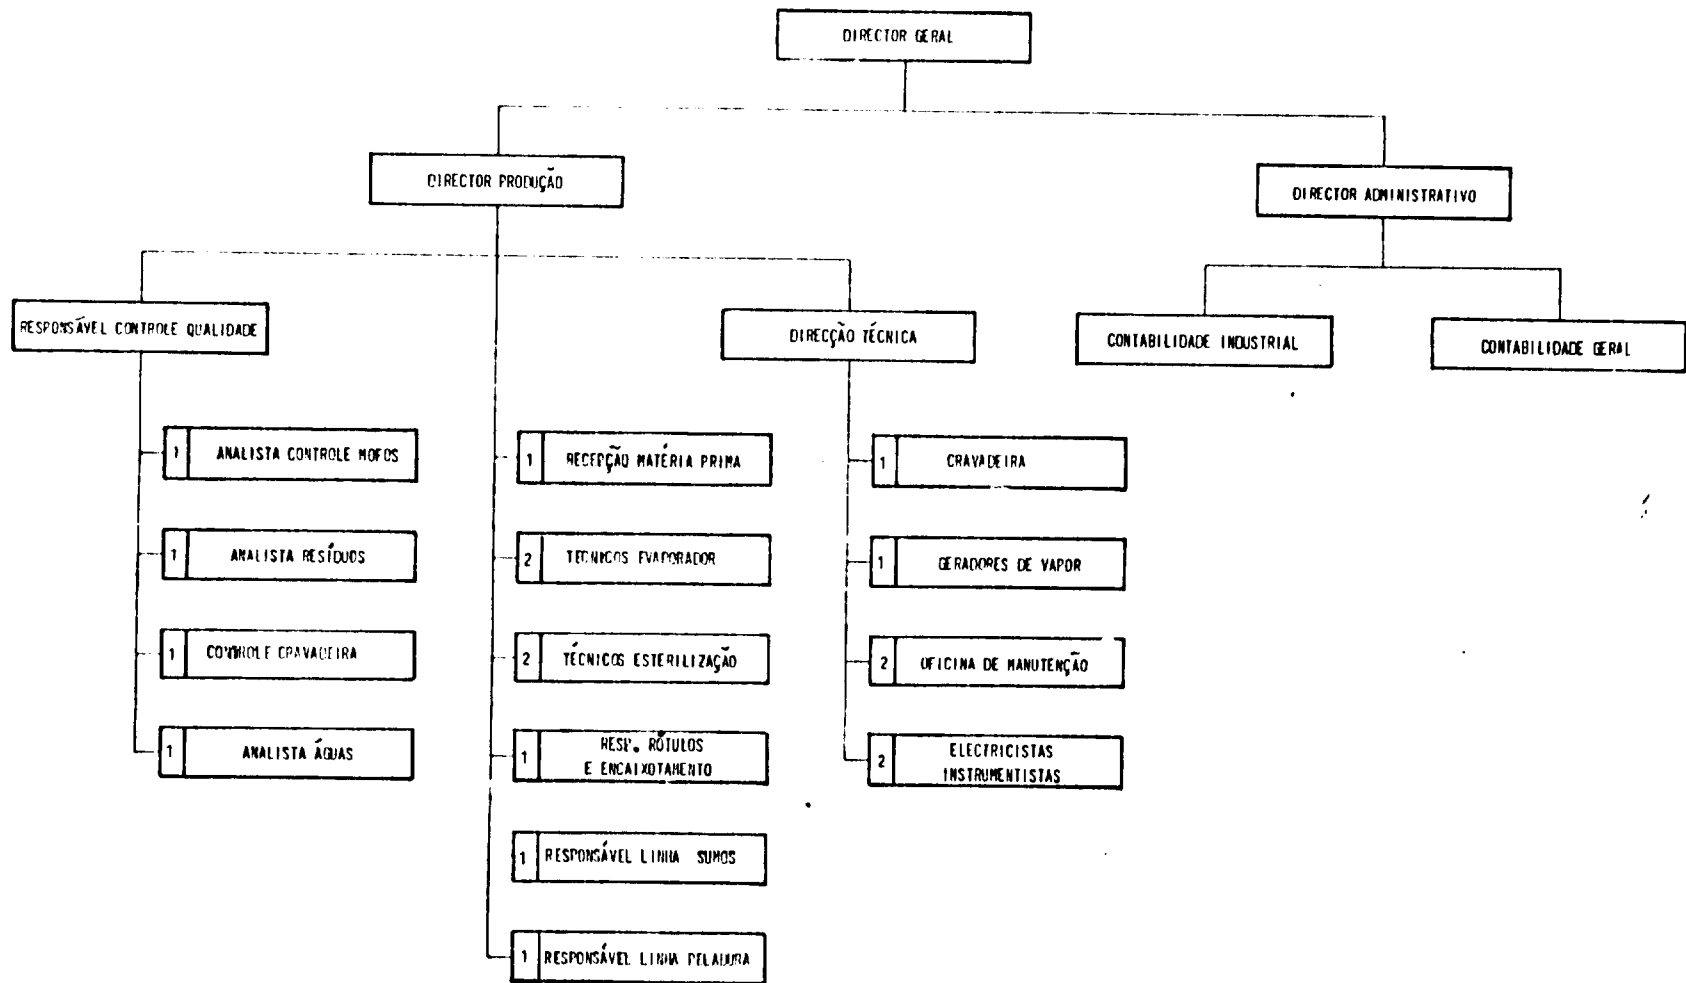 DIRECTOR GERAL
DIRECTOR PRODUÇÃO
DIRECTOR ADMINISTRATIVO
RESPONSÁVEL CONTROLE QUALIDADE
DIRECÇÃO TÉCNICA
CONTABILIDADE INDUSTRIAL
CONTABILIDADE GERAL
1 ANALISTA CONTROLE MOFOS
1 ANALISTA RESÍDUOS
1 CONTROLE CRAVADEIRA
1 ANALISTA ÁGUAS
1 RECEPÇÃO MATÉRIA PRIMA
2 TECNICOS EVAPORADOR
2 TÉCNICOS ESTERILIZAÇÃO
1 RESP. RÓTULOS
E ENCAIXOTAMENTO
1 RESPONSÁVEL LINHA SUMOS
1 RESPONSÁVEL LINHA PELADURA
1 CRAVADEIRA
1 GERADORES DE VAPOR
2 OFICINA DE MANUTENÇÃO
2 ELECTRICISTAS
INSTRUMENTISTAS